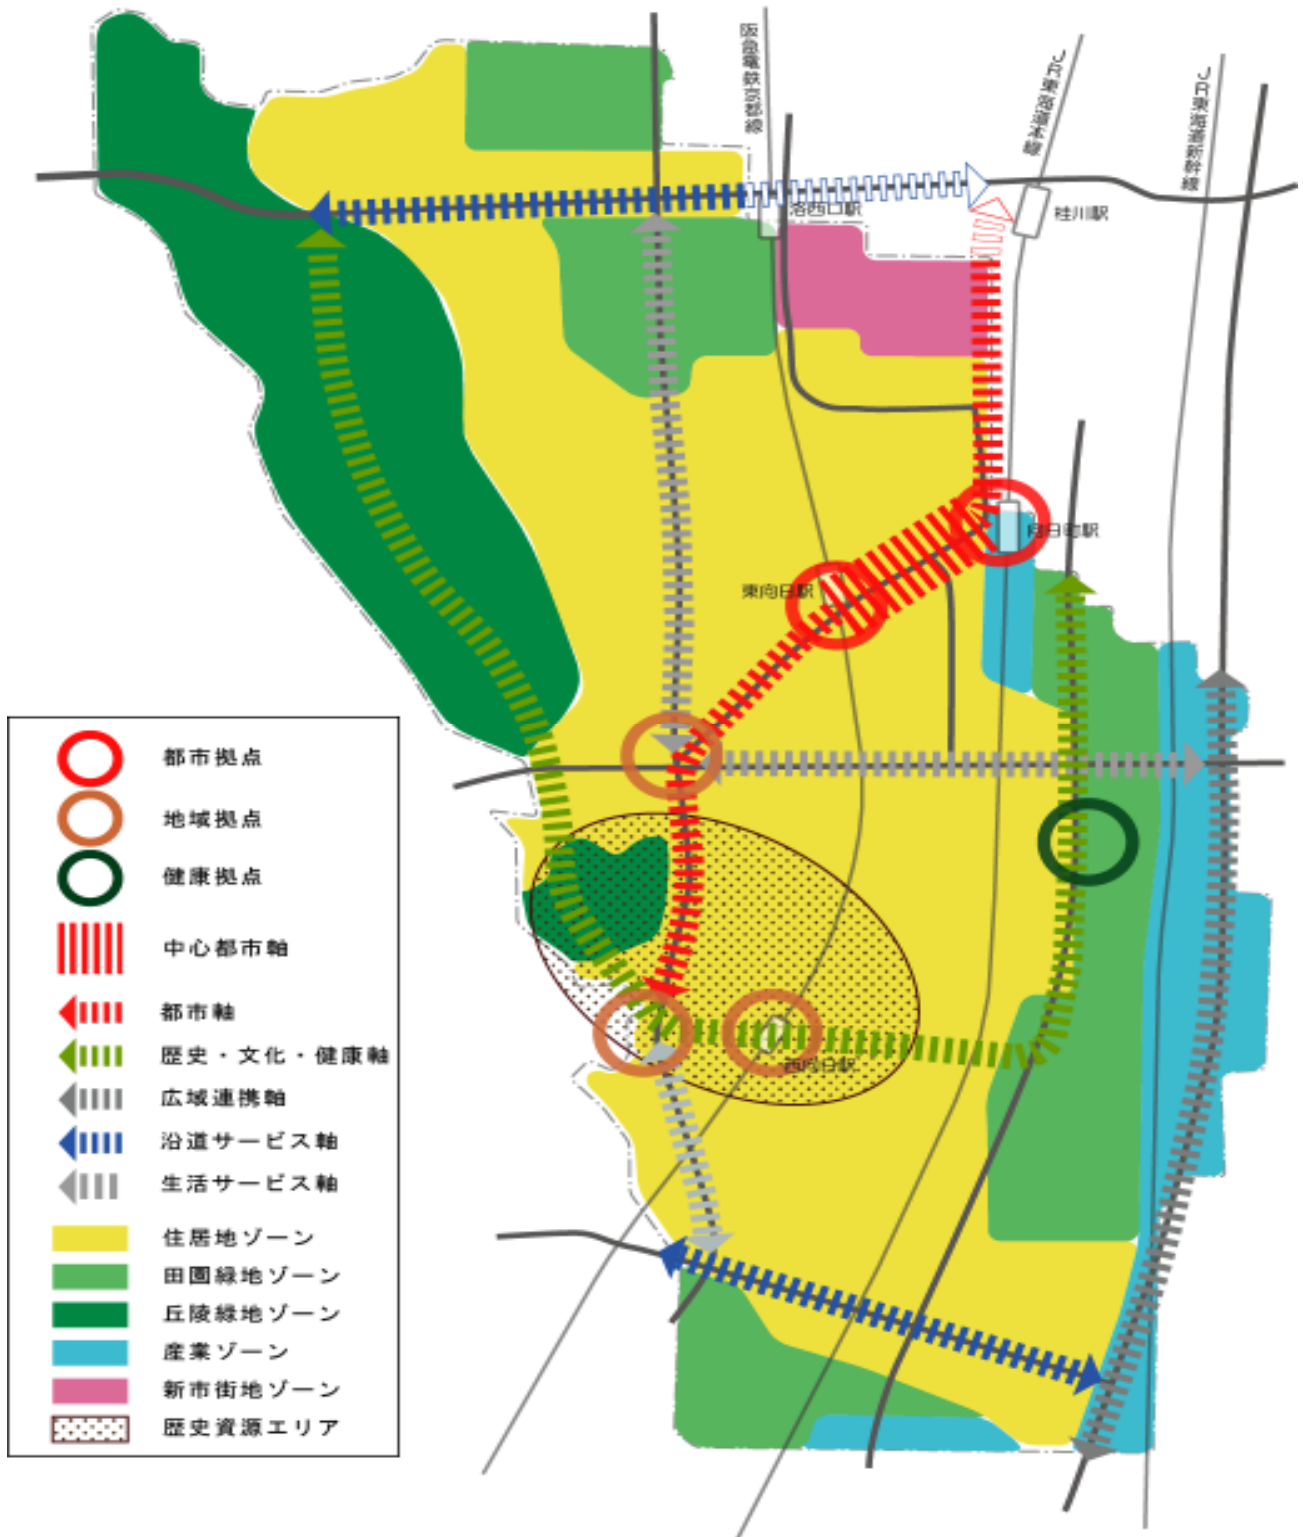 阪急電鉄京都線
JR東海道本線
JR東海道新幹線
洛西口駅
桂川駅
向日町駅
東向日駅
西向日駅
都市拠点
地域拠点
健康拠点
中心都市軸
都市軸
歴史・文化・健康軸
広域連携軸
沿道サービス軸
生活サービス軸
住居地ゾーン
田園緑地ゾーン
丘陵緑地ゾーン
産業ゾーン
新市街地ゾーン
歴史資源エリア